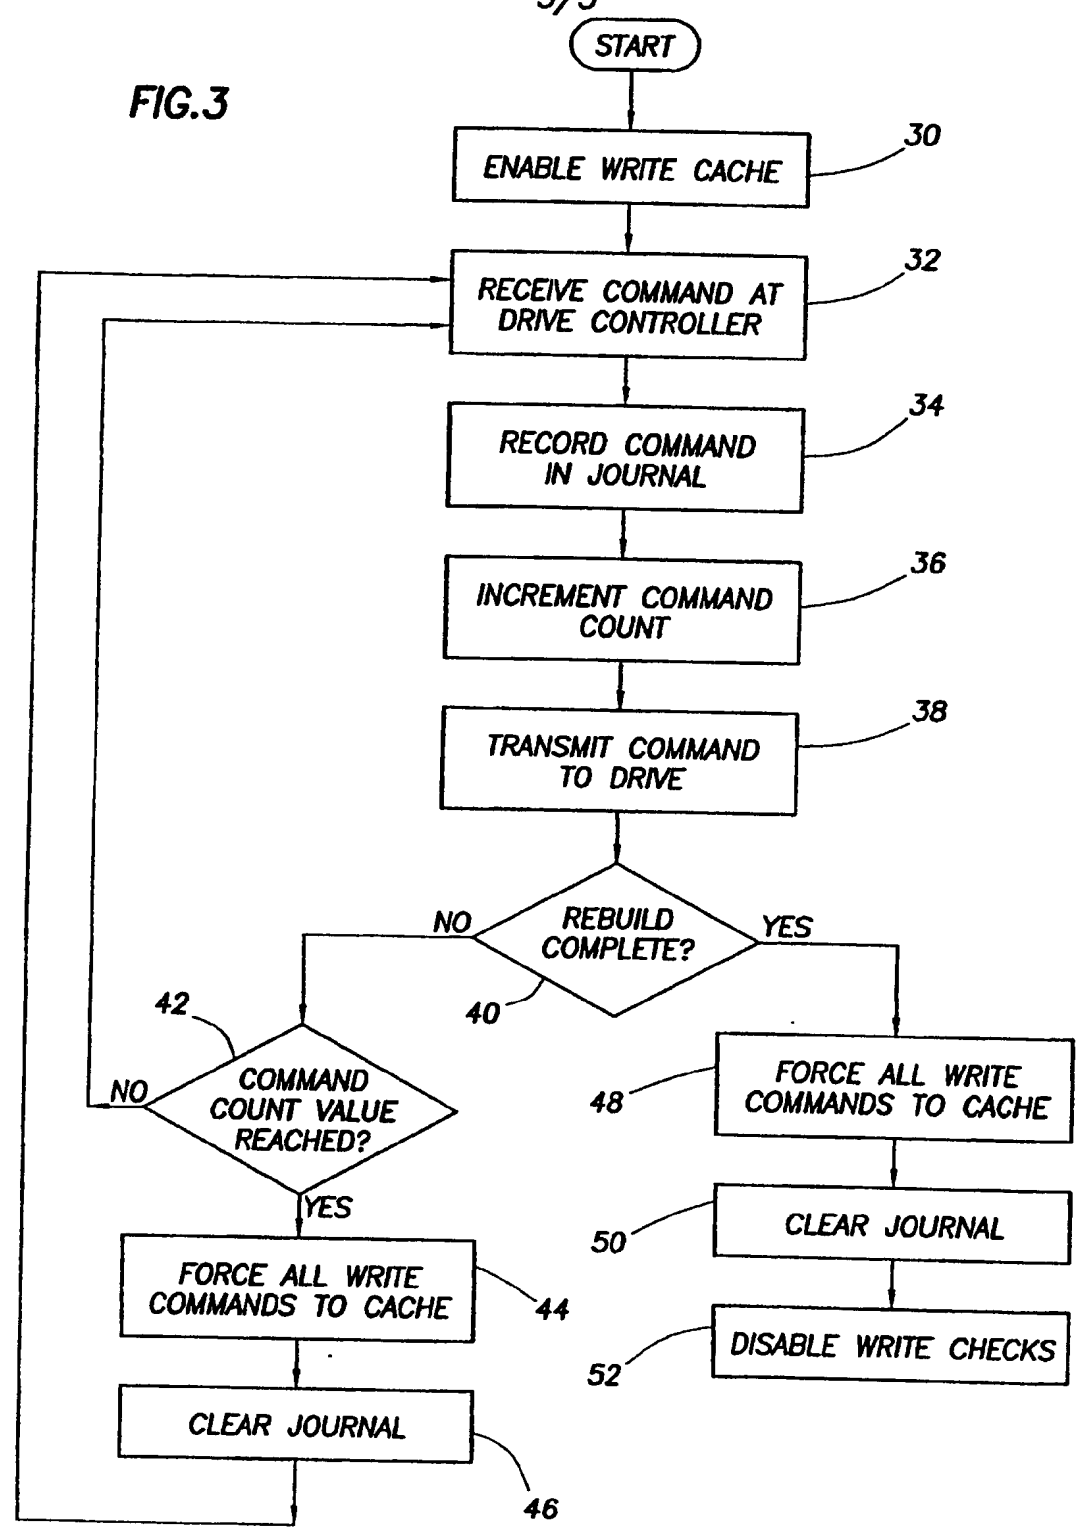 3/3
START
FIG.3
30
ENABLE WRITE CACHE
32
RECEIVE COMMAND AT
DRIVE CONTROLLER
34
RECORD COMMAND
IN JOURNAL
36
INCREMENT COMMAND
COUNT
38
TRANSMIT COMMAND
TO DRIVE
NO
REBUILD
COMPLETE?
YES
40
42
NO
COMMAND
COUNT VALUE
REACHED?
YES
48
FORCE ALL WRITE
COMMANDS TO CACHE
50
CLEAR JOURNAL
44
FORCE ALL WRITE
COMMANDS TO CACHE
52
DISABLE WRITE CHECKS
CLEAR JOURNAL
46